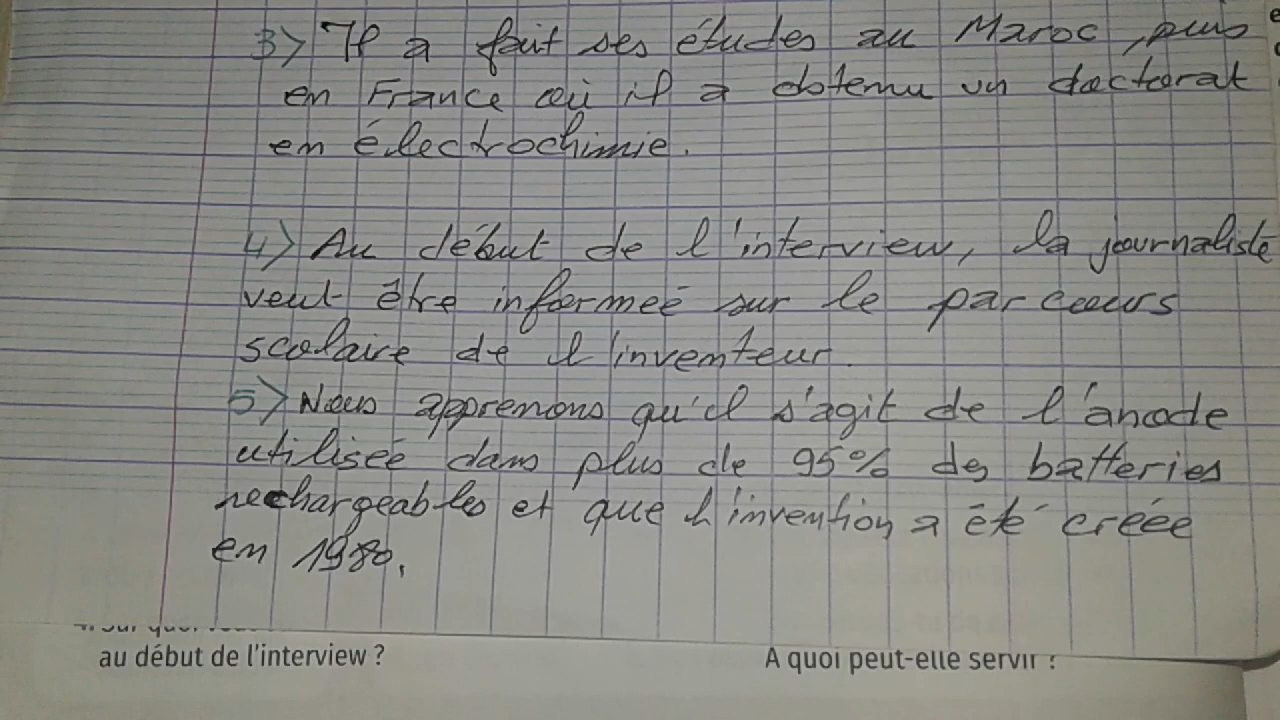 3) Il a fait ses études au Maroc, puis
en France où il a obtenu un doctorat
en électrochimie.
4) Au début de l'interview, la journaliste
veut être informée sur le parcours
scolaire de l'inventeur.
5) Nous apprenons qu'il s'agit de l'anode
utilisée dans plus de 95% des batteries
rechargeables et que l'invention a été créée
en 1980.
au début de l'interview ?
A quoi peut-elle servir ?